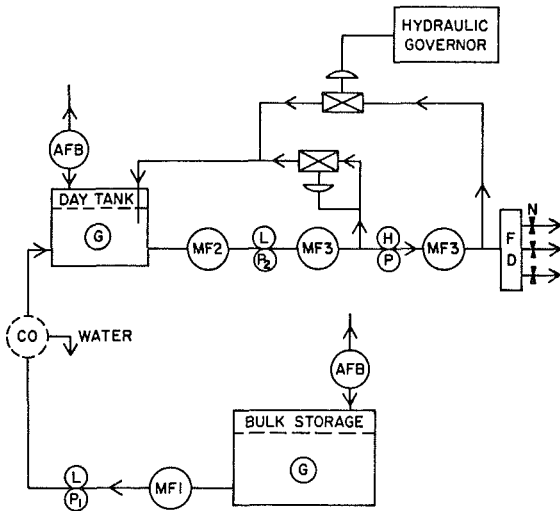 HYDRAULIC
GOVERNOR
AFB
DAY TANK
G
MF2
L
P2
MF3
H
P
MF3
F
D
N
CO
WATER
AFB
BULK STORAGE
G
L
P1
MF1